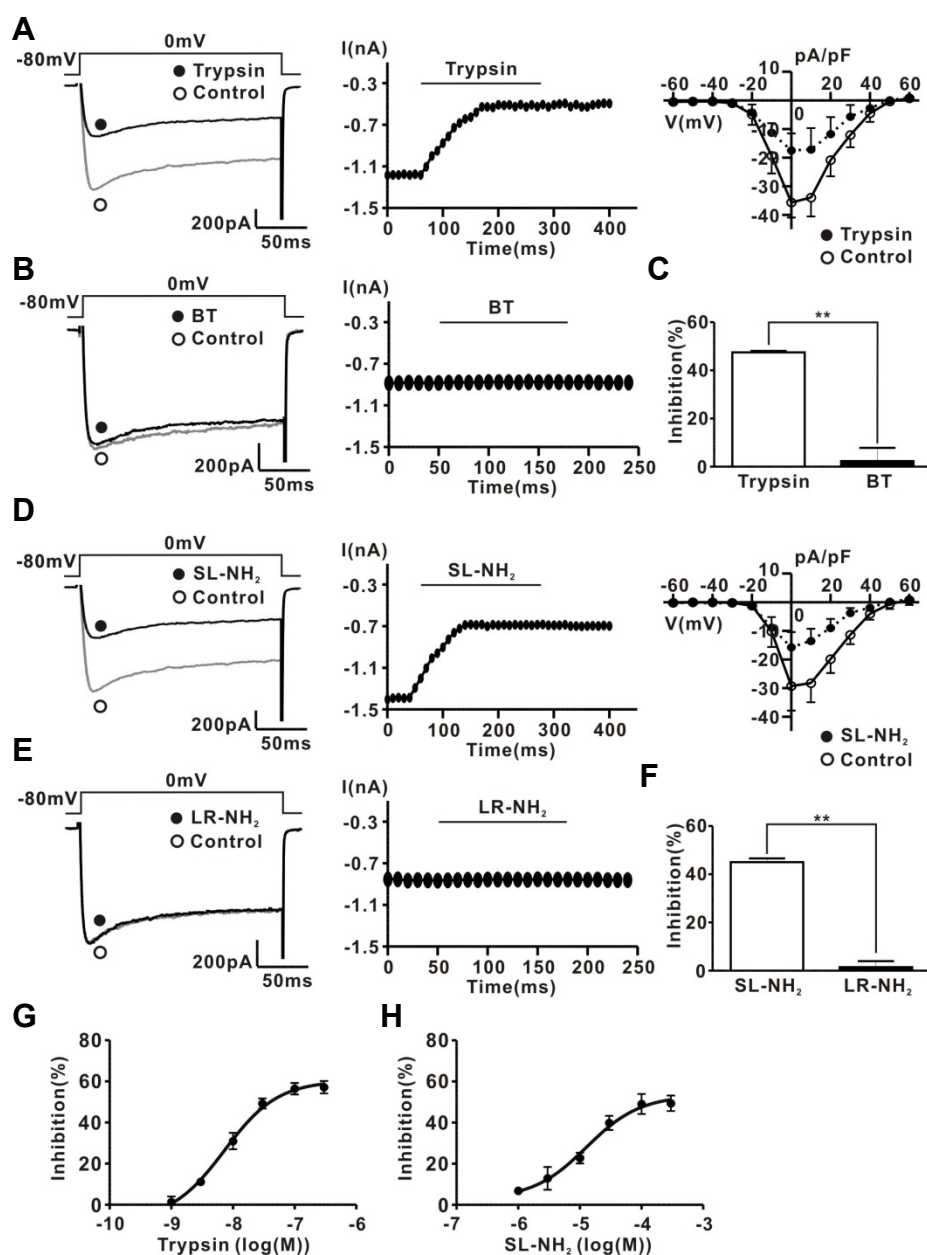 A
0mV
-80mV
● Trypsin
○ Control
200pA
50ms
I(nA)
Trypsin
-0.3
-0.7
-1.1
-1.5
0 100 200 300 400
Time(ms)
pA/pF
10
-60 -20 20 40 60
V(mV)
0
-10
-20
-30
-40
● Trypsin
○ Control
B
0mV
-80mV
● BT
○ Control
200pA
50ms
I(nA)
BT
-0.3
-0.7
-1.1
-1.5
0 50 100 150 200 250
Time(ms)
C
**
60
40
20
0
Inhibition(%)
Trypsin BT
D
0mV
-80mV
● SL-NH₂
○ Control
200pA
50ms
I(nA)
SL-NH₂
-0.3
-0.7
-1.1
-1.5
0 100 200 300 400
Time(ms)
pA/pF
10
-60 -20 20 40 60
V(mV)
0
-10
-20
-30
-40
● SL-NH₂
○ Control
E
0mV
-80mV
● LR-NH₂
○ Control
200pA
50ms
I(nA)
LR-NH₂
-0.3
-0.7
-1.1
-1.5
0 50 100 150 200 250
Time(ms)
F
**
60
40
20
0
Inhibition(%)
SL-NH₂ LR-NH₂
G
80
60
40
20
0
Inhibition(%)
-10 -9 -8 -7 -6
Trypsin (log(M))
H
80
60
40
20
0
Inhibition(%)
-7 -6 -5 -4 -3
SL-NH₂ (log(M))